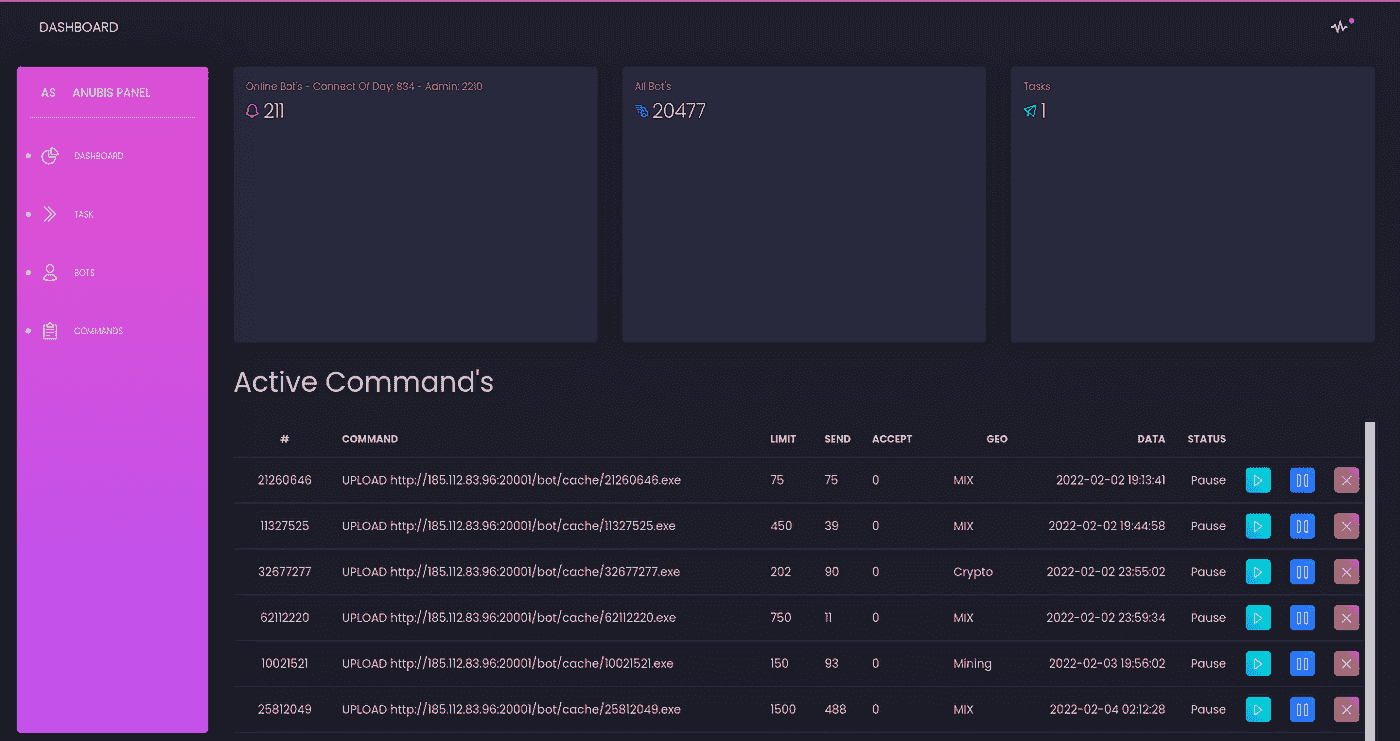 DASHBOARD
AS ANUBIS PANEL
DASHBOARD
TASK
BOTS
COMMANDS
Online Bot's - Connect Of Day: 834 - Admin: 2210
211
All Bot's
20477
Tasks
1
Active Command's
# COMMAND LIMIT SEND ACCEPT GEO DATA STATUS
21260646 UPLOAD http://185.112.83.96:20001/bot/cache/21260646.exe 75 75 0 MIX 2022-02-02 19:13:41 Pause
11327525 UPLOAD http://185.112.83.96:20001/bot/cache/11327525.exe 450 39 0 MIX 2022-02-02 19:44:58 Pause
32677277 UPLOAD http://185.112.83.96:20001/bot/cache/32677277.exe 202 90 0 Crypto 2022-02-02 23:55:02 Pause
62112220 UPLOAD http://185.112.83.96:20001/bot/cache/62112220.exe 750 11 0 MIX 2022-02-02 23:59:34 Pause
10021521 UPLOAD http://185.112.83.96:20001/bot/cache/10021521.exe 150 93 0 Mining 2022-02-03 19:56:02 Pause
25812049 UPLOAD http://185.112.83.96:20001/bot/cache/25812049.exe 1500 488 0 MIX 2022-02-04 02:12:28 Pause